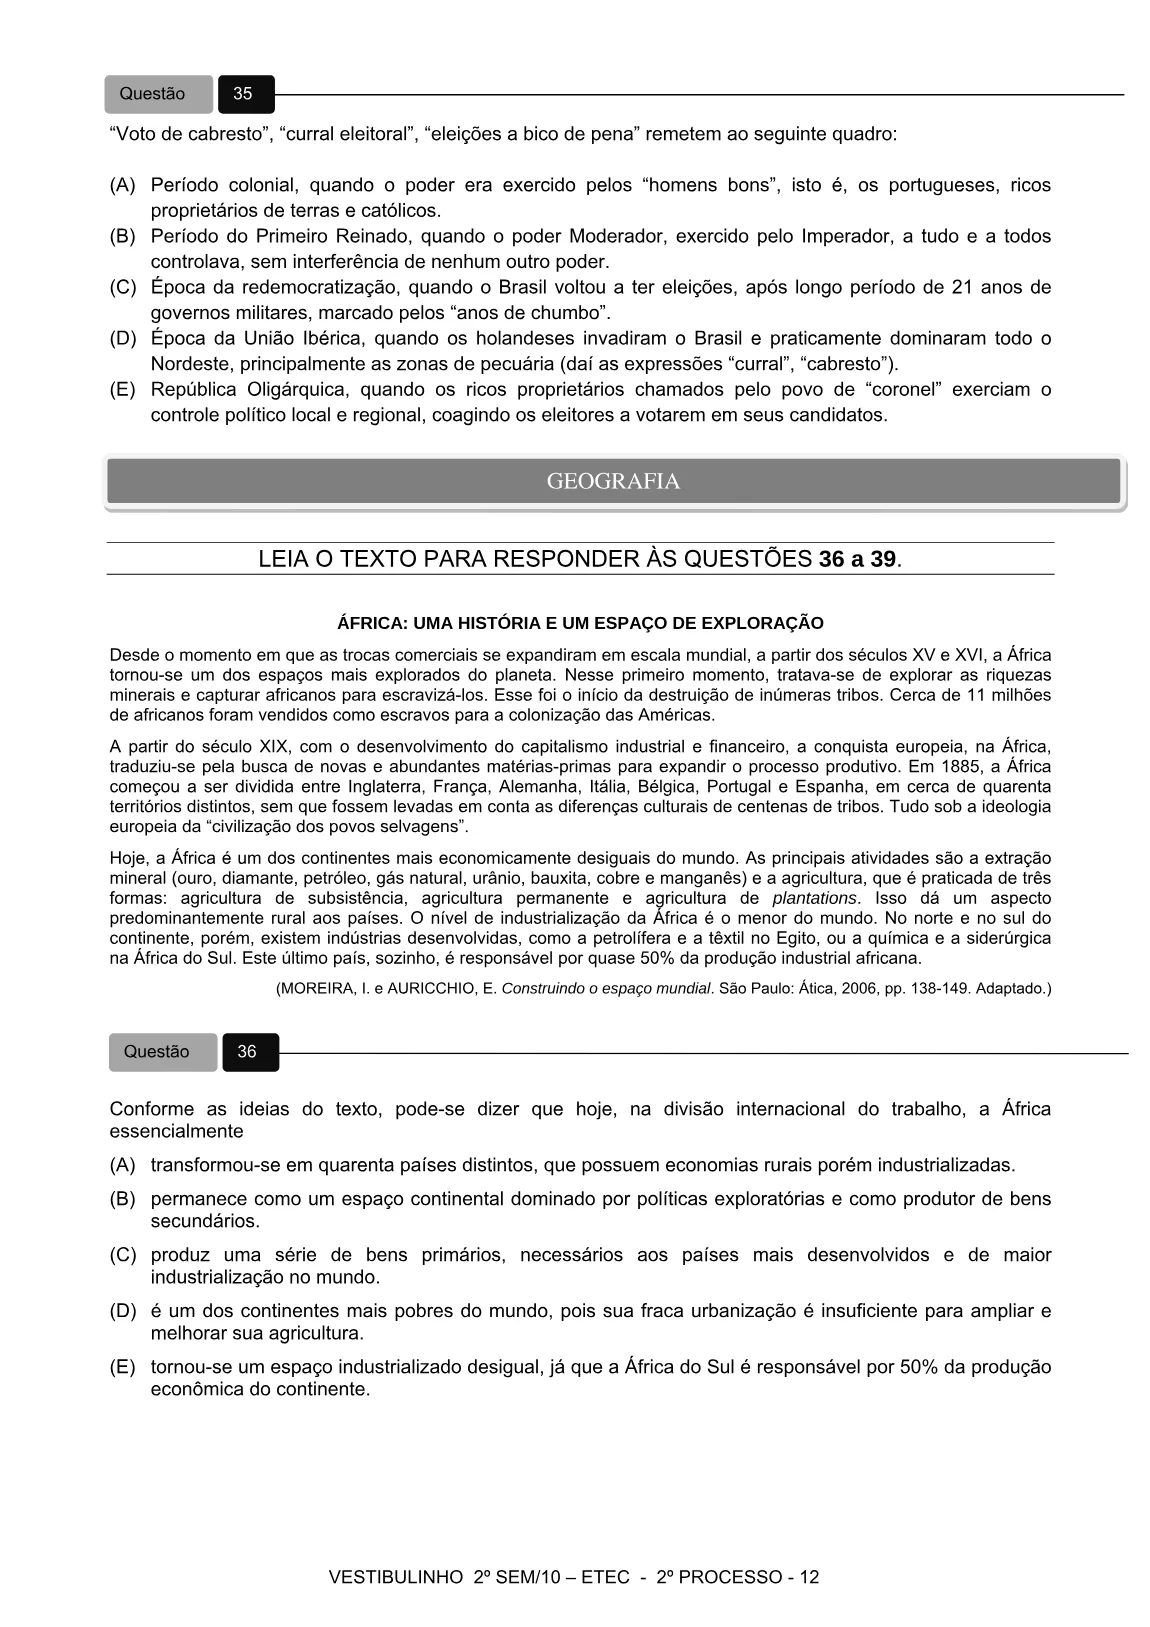 Questão 35
“Voto de cabresto”, “curral eleitoral”, “eleições a bico de pena” remetem ao seguinte quadro:
(A) Período colonial, quando o poder era exercido pelos “homens bons”, isto é, os portugueses, ricos
proprietários de terras e católicos.
(B) Período do Primeiro Reinado, quando o poder Moderador, exercido pelo Imperador, a tudo e a todos
controlava, sem interferência de nenhum outro poder.
(C) Época da redemocratização, quando o Brasil voltou a ter eleições, após longo período de 21 anos de
governos militares, marcado pelos “anos de chumbo”.
(D) Época da União Ibérica, quando os holandeses invadiram o Brasil e praticamente dominaram todo o
Nordeste, principalmente as zonas de pecuária (daí as expressões “curral”, “cabresto”).
(E) República Oligárquica, quando os ricos proprietários chamados pelo povo de “coronel” exerciam o
controle político local e regional, coagindo os eleitores a votarem em seus candidatos.
GEOGRAFIA
LEIA O TEXTO PARA RESPONDER ÀS QUESTÕES 36 a 39.
ÁFRICA: UMA HISTÓRIA E UM ESPAÇO DE EXPLORAÇÃO
Desde o momento em que as trocas comerciais se expandiram em escala mundial, a partir dos séculos XV e XVI, a África
tornou-se um dos espaços mais explorados do planeta. Nesse primeiro momento, tratava-se de explorar as riquezas
minerais e capturar africanos para escravizá-los. Esse foi o início da destruição de inúmeras tribos. Cerca de 11 milhões
de africanos foram vendidos como escravos para a colonização das Américas.
A partir do século XIX, com o desenvolvimento do capitalismo industrial e financeiro, a conquista europeia, na África,
traduziu-se pela busca de novas e abundantes matérias-primas para expandir o processo produtivo. Em 1885, a África
começou a ser dividida entre Inglaterra, França, Alemanha, Itália, Bélgica, Portugal e Espanha, em cerca de quarenta
territórios distintos, sem que fossem levadas em conta as diferenças culturais de centenas de tribos. Tudo sob a ideologia
europeia da “civilização dos povos selvagens”.
Hoje, a África é um dos continentes mais economicamente desiguais do mundo. As principais atividades são a extração
mineral (ouro, diamante, petróleo, gás natural, urânio, bauxita, cobre e manganês) e a agricultura, que é praticada de três
formas: agricultura de subsistência, agricultura permanente e agricultura de plantations. Isso dá um aspecto
predominantemente rural aos países. O nível de industrialização da África é o menor do mundo. No norte e no sul do
continente, porém, existem indústrias desenvolvidas, como a petrolífera e a têxtil no Egito, ou a química e a siderúrgica
na África do Sul. Este último país, sozinho, é responsável por quase 50% da produção industrial africana.
(MOREIRA, I. e AURICCHIO, E. Construindo o espaço mundial. São Paulo: Ática, 2006, pp. 138-149. Adaptado.)
Questão 36
Conforme as ideias do texto, pode-se dizer que hoje, na divisão internacional do trabalho, a África
essencialmente
(A) transformou-se em quarenta países distintos, que possuem economias rurais porém industrializadas.
(B) permanece como um espaço continental dominado por políticas exploratórias e como produtor de bens
secundários.
(C) produz uma série de bens primários, necessários aos países mais desenvolvidos e de maior
industrialização no mundo.
(D) é um dos continentes mais pobres do mundo, pois sua fraca urbanização é insuficiente para ampliar e
melhorar sua agricultura.
(E) tornou-se um espaço industrializado desigual, já que a África do Sul é responsável por 50% da produção
econômica do continente.
VESTIBULINHO 2º SEM/10 – ETEC - 2º PROCESSO - 12